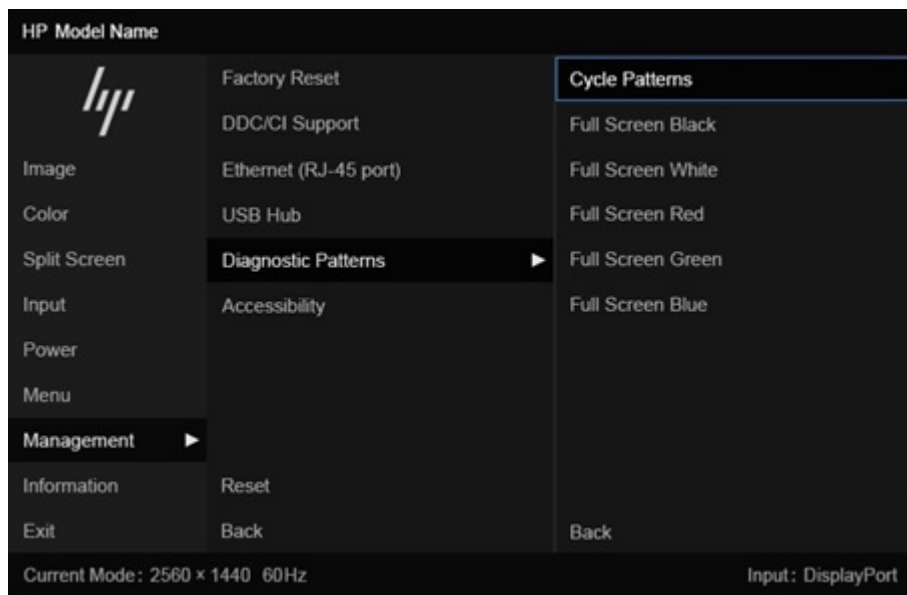 HP Model Name
hp
Image
Color
Split Screen
Input
Power
Menu
Management ▶
Information
Exit
Factory Reset
DDC/CI Support
Ethernet (RJ-45 port)
USB Hub
Diagnostic Patterns ▶
Accessibility
Reset
Back
Cycle Patterns
Full Screen Black
Full Screen White
Full Screen Red
Full Screen Green
Full Screen Blue
Back
Current Mode: 2560 × 1440 60Hz
Input: DisplayPort